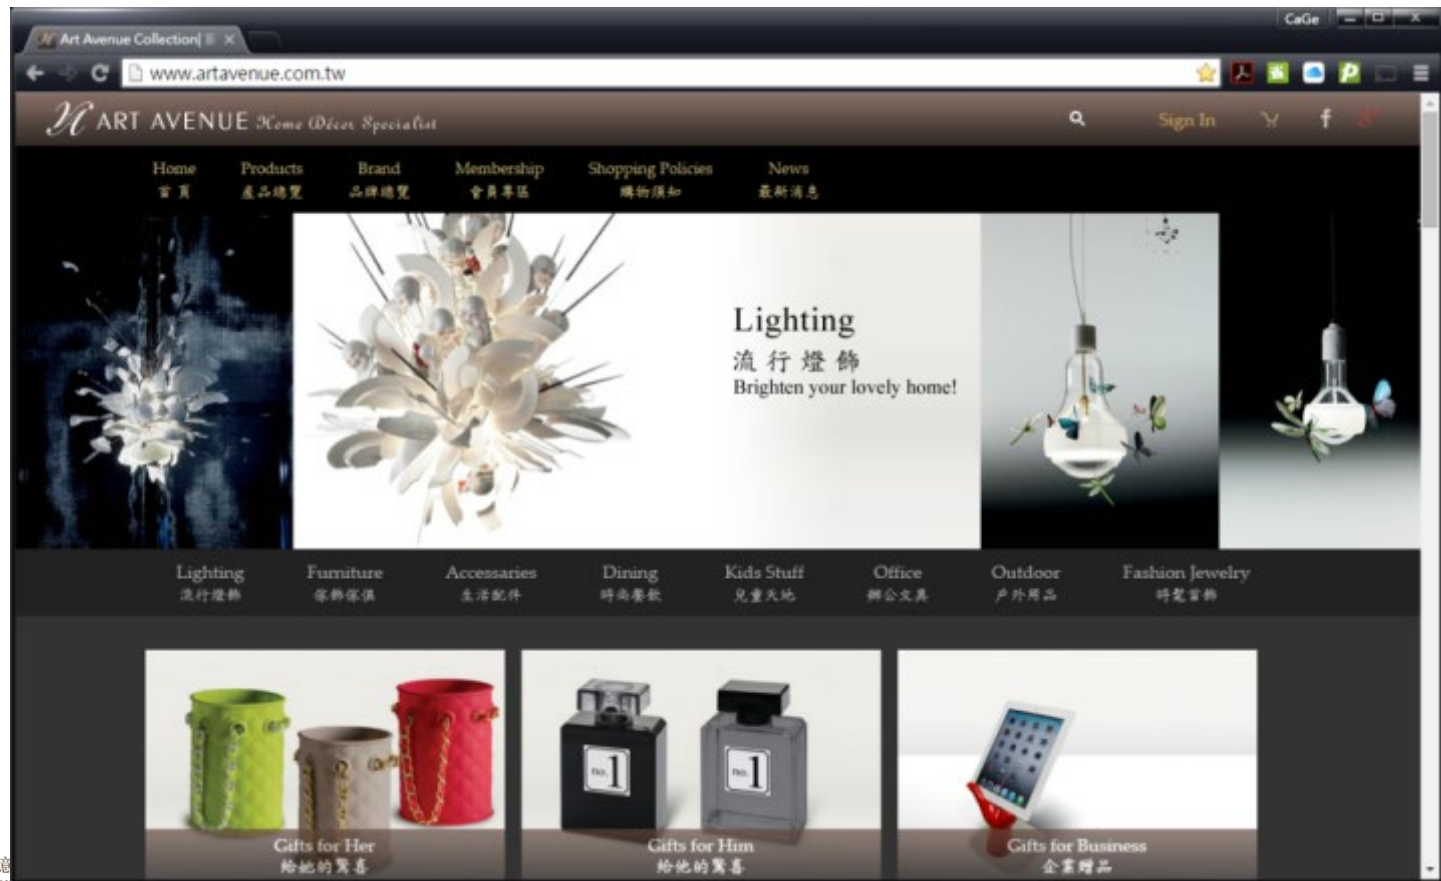 CaGe
Art Avenue Collection|
www.artavenue.com.tw
ART AVENUE Home Décor Specialist
Sign In
Home Products Brand Membership Shopping Policies News
首頁 產品總覽 品牌總覽 會員專區 購物須知 最新消息
Lighting
流行燈飾
Brighten your lovely home!
Lighting Furniture Accessaries Dining Kids Stuff Office Outdoor Fashion Jewelry
流行燈飾 傢飾傢俱 生活配件 時尚餐飲 兒童天地 辦公文具 戶外用品 時髦首飾
no.1 no.1
Gifts for Her Gifts for Him Gifts for Business
給她的驚喜 給他的驚喜 企業贈品
意